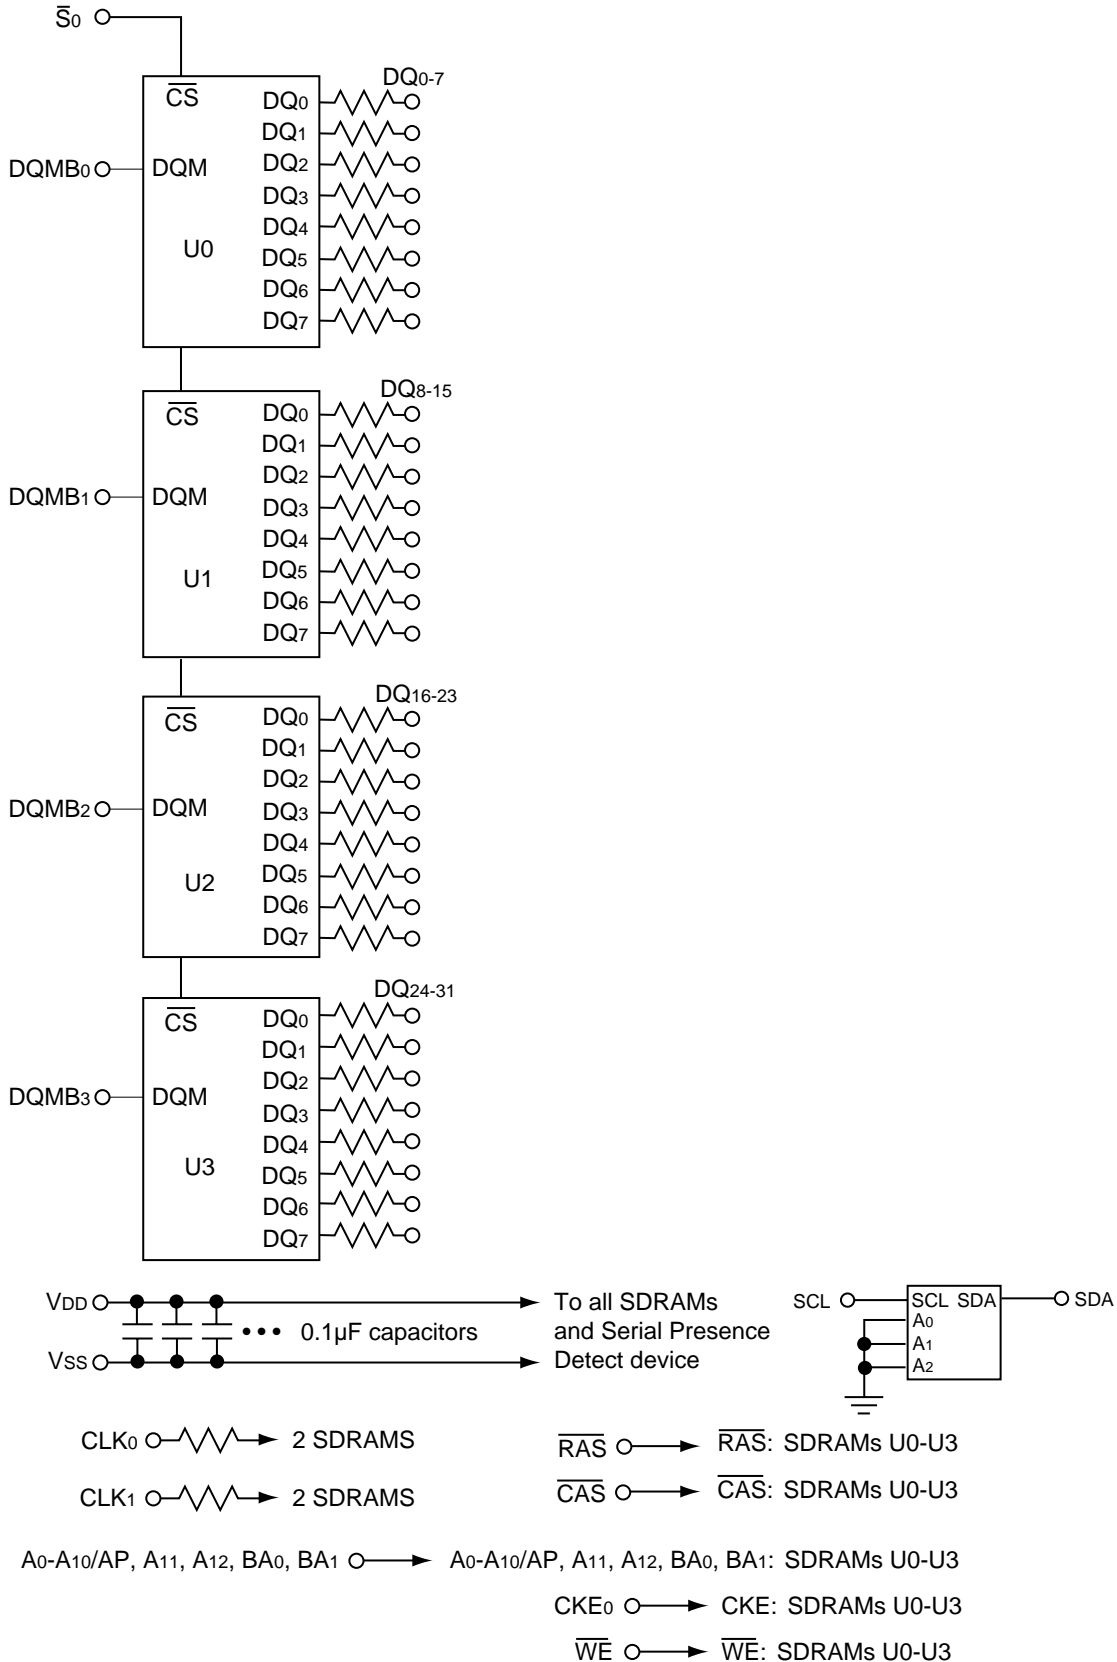 S̅0
CS̅
DQ0-7
DQ0
DQ1
DQMB0 DQM DQ2
DQ3
DQ4
U0
DQ5
DQ6
DQ7
DQ8-15
CS̅
DQ0
DQ1
DQ2
DQMB1 DQM
DQ3
DQ4
DQ5
U1
DQ6
DQ7
DQ16-23
CS̅
DQ0
DQ1
DQ2
DQMB2 DQM DQ3
DQ4
DQ5
U2
DQ6
DQ7
DQ24-31
CS̅
DQ0
DQ1
DQ2
DQMB3 DQM
DQ3
DQ4
U3
DQ5
DQ6
DQ7
VDD
VSS
••• 0.1µF capacitors
To all SDRAMs
and Serial Presence
Detect device
SCL SCL SDA SDA
A0
A1
A2
CLK0 2 SDRAMS
RAS̅ RAS̅: SDRAMs U0-U3
CLK1 2 SDRAMS
CAS̅ CAS̅: SDRAMs U0-U3
A0-A10/AP, A11, A12, BA0, BA1 A0-A10/AP, A11, A12, BA0, BA1: SDRAMs U0-U3
CKE0 CKE: SDRAMs U0-U3
WE̅ WE̅: SDRAMs U0-U3